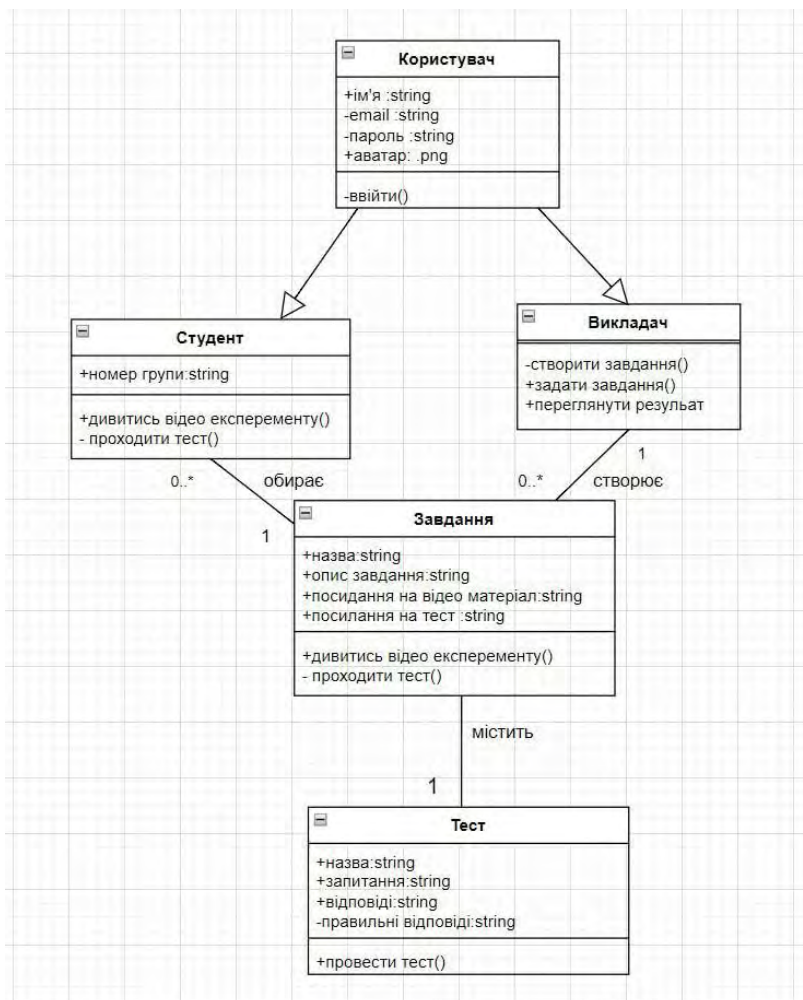 Користувач
+ім'я :string
-email :string
-пароль :string
+аватар: .png
-ввійти()
Студент
+номер групи:string
+дивитись відео експеременту()
- проходити тест()
Викладач
-створити завдання()
+задати завдання()
+переглянути резульат
0..*
обирає
1
1
0..*
створює
Завдання
+назва:string
+опис завдання:string
+посидання на відео матеріал:string
+посилання на тест :string
+дивитись відео експеременту()
- проходити тест()
містить
1
Тест
+назва:string
+запитання:string
+відповіді:string
-правильні відповіді:string
+провести тест()